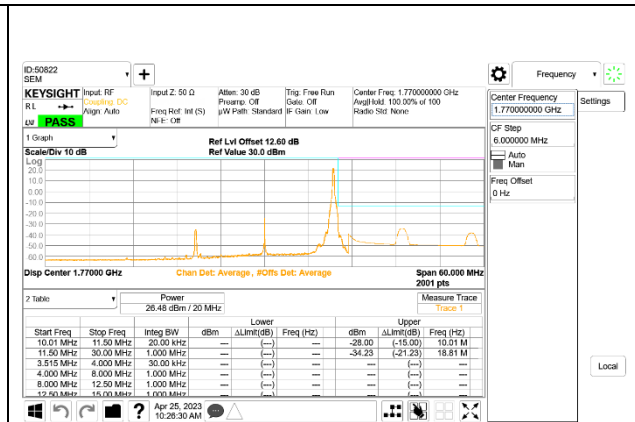 ID:50822
SEM
Frequency
KEYSIGHT Input: RF Input Z: 50 Ω Atten: 30 dB Trig: Free Run Center Freq: 1.770000000 GHz
RL Coupling: DC Preamp: Off Gate: Off Avg|Hold: 100.00% of 100
Align: Auto Freq Ref: Int (S) µW Path: Standard IF Gain: Low Radio Std: None
PASS NFE: Off
Center Frequency
1.770000000 GHz
Settings
CF Step
6.000000 MHz
Auto
Man
Freq Offset
0 Hz
1 Graph
Ref Lvl Offset 12.60 dB
Scale/Div 10 dB Ref Value 30.0 dBm
Log
20.0
10.0
0.00
-10.0
-20.0
-30.0
-40.0
-50.0
-60.0
Disp Center 1.77000 GHz Chan Det: Average , #Offs Det: Average Span 60.000 MHz
2001 pts
2 Table Power Measure Trace
26.48 dBm / 20 MHz Trace 1
Lower Upper
Start Freq Stop Freq Integ BW dBm ΔLimit(dB) Freq (Hz) dBm ΔLimit(dB) Freq (Hz)
10.01 MHz 11.50 MHz 20.00 kHz --- (---) --- -28.00 (-15.00) 10.01 M
11.50 MHz 30.00 MHz 1.000 MHz --- (---) --- -34.23 (-21.23) 18.81 M
3.515 MHz 4.000 MHz 30.00 kHz --- (---) --- --- (---) ---
4.000 MHz 8.000 MHz 1.000 MHz --- (---) --- --- (---) ---
8.000 MHz 12.50 MHz 1.000 MHz --- (---) --- --- (---) ---
12.50 MHz 15.00 MHz 1.000 MHz --- (---) --- --- (---) ---
Local
? Apr 25, 2023
10:26:30 AM